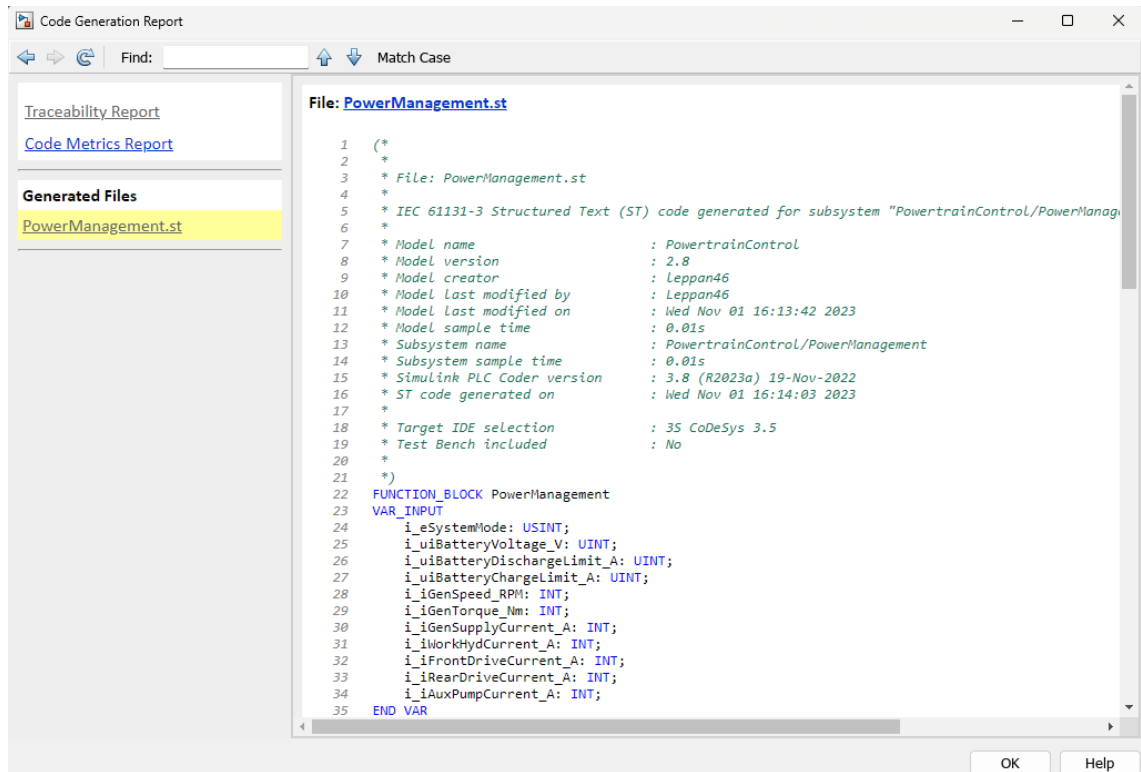 Code Generation Report
Find: Match Case
Traceability Report
Code Metrics Report
Generated Files
PowerManagement.st
File: PowerManagement.st
1 (*
2 *
3 * File: PowerManagement.st
4 *
5 * IEC 61131-3 Structured Text (ST) code generated for subsystem "PowertrainControl/PowerManag
6 *
7 * Model name : PowertrainControl
8 * Model version : 2.8
9 * Model creator : Leppan46
10 * Model last modified by : Leppan46
11 * Model last modified on : Wed Nov 01 16:13:42 2023
12 * Model sample time : 0.01s
13 * Subsystem name : PowertrainControl/PowerManagement
14 * Subsystem sample time : 0.01s
15 * Simulink PLC Coder version : 3.8 (R2023a) 19-Nov-2022
16 * ST code generated on : Wed Nov 01 16:14:03 2023
17 *
18 * Target IDE selection : 3S CoDeSys 3.5
19 * Test Bench included : No
20 *
21 *)
22 FUNCTION_BLOCK PowerManagement
23 VAR_INPUT
24 i_eSystemMode: USINT;
25 i_uiBatteryVoltage_V: UINT;
26 i_uiBatteryDischargeLimit_A: UINT;
27 i_uiBatteryChargeLimit_A: UINT;
28 i_iGenSpeed_RPM: INT;
29 i_iGenTorque_Nm: INT;
30 i_iGenSupplyCurrent_A: INT;
31 i_iWorkHydCurrent_A: INT;
32 i_iFrontDriveCurrent_A: INT;
33 i_iRearDriveCurrent_A: INT;
34 i_iAuxPumpCurrent_A: INT;
35 END_VAR
OK Help